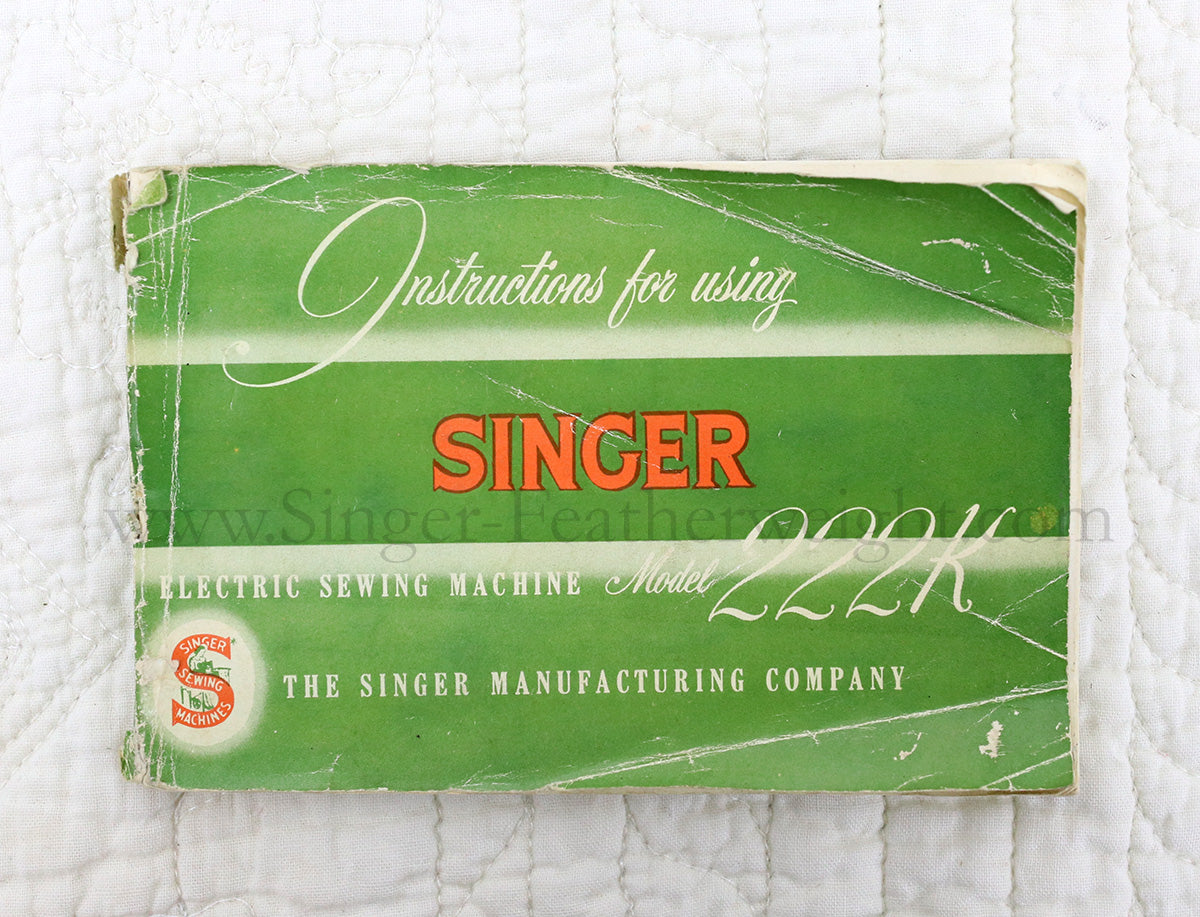 Instructions for using
SINGER
www.Singer-Featherweight.com
ELECTRIC SEWING MACHINE Model 222K
SINGER*
SEWING
MACHINES
THE SINGER MANUFACTURING COMPANY